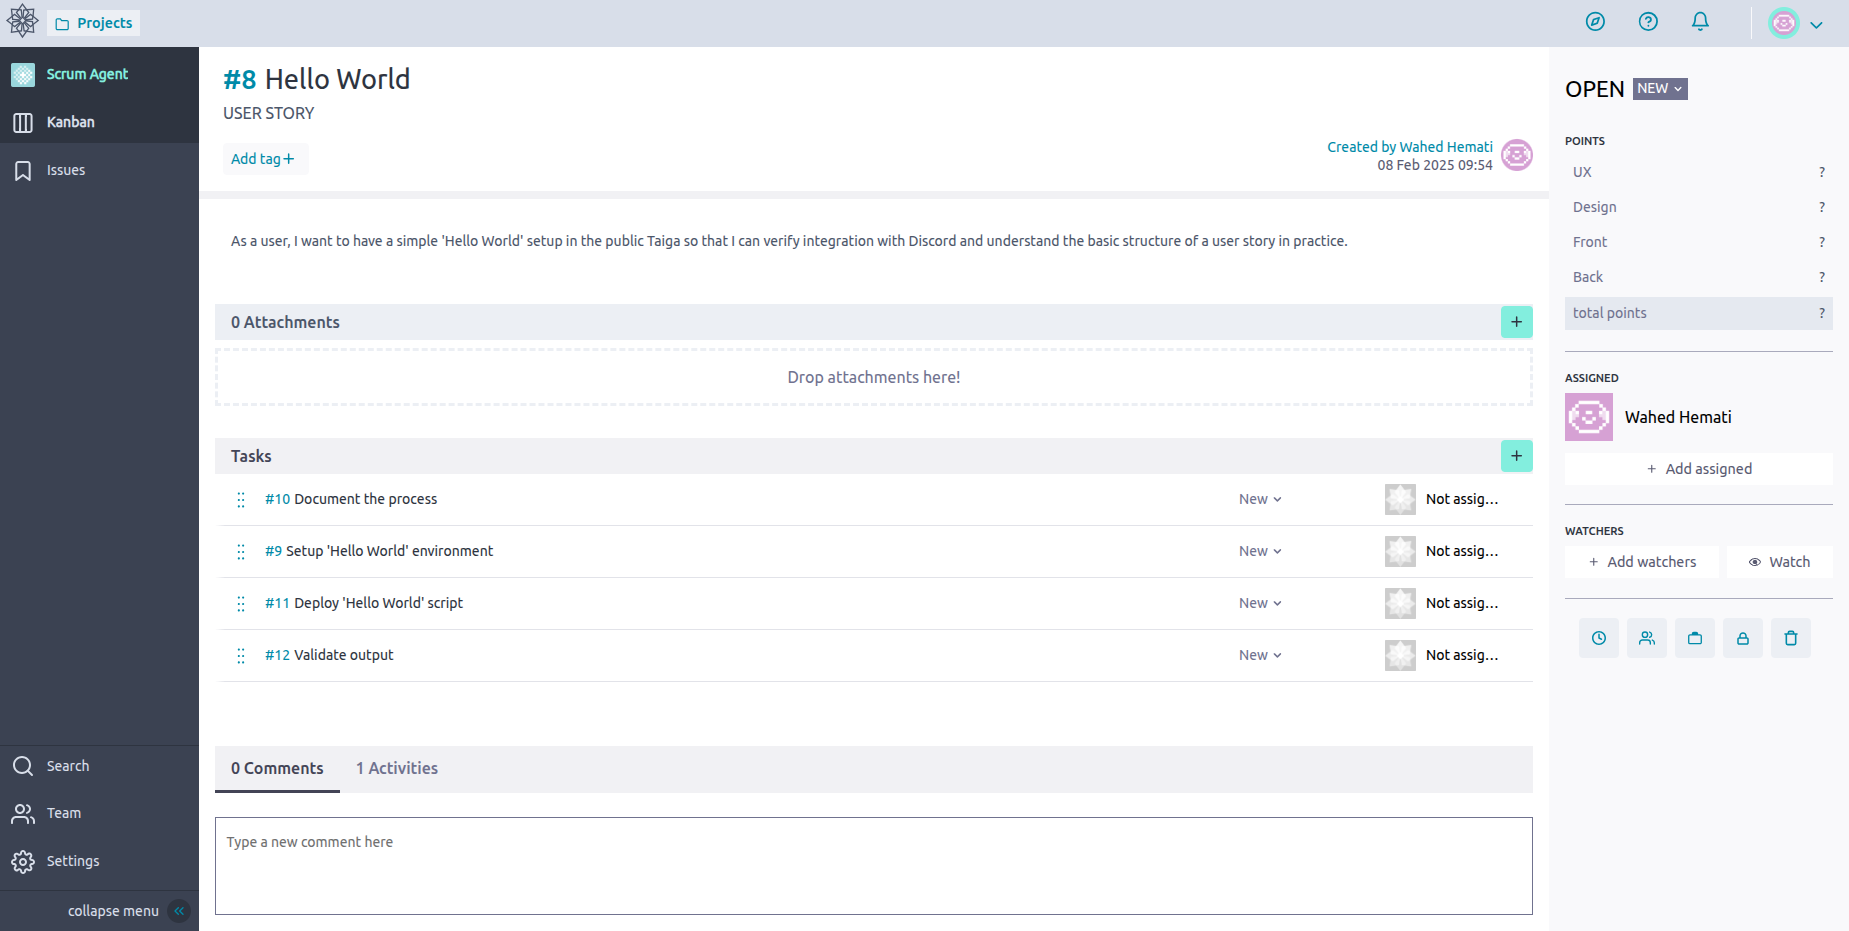 Projects
Scrum Agent
Kanban
Issues
Search
Team
Settings
collapse menu
#8 Hello World
USER STORY
Add tag
Created by Wahed Hemati
08 Feb 2025 09:54
As a user, I want to have a simple 'Hello World' setup in the public Taiga so that I can verify integration with Discord and understand the basic structure of a user story in practice.
0 Attachments
Drop attachments here!
Tasks
#10 Document the process New Not assig...
#9 Setup 'Hello World' environment New Not assig...
#11 Deploy 'Hello World' script New Not assig...
#12 Validate output New Not assig...
0 Comments 1 Activities
Type a new comment here
OPEN NEW
POINTS
UX ?
Design ?
Front ?
Back ?
total points ?
ASSIGNED
Wahed Hemati
+ Add assigned
WATCHERS
+ Add watchers Watch